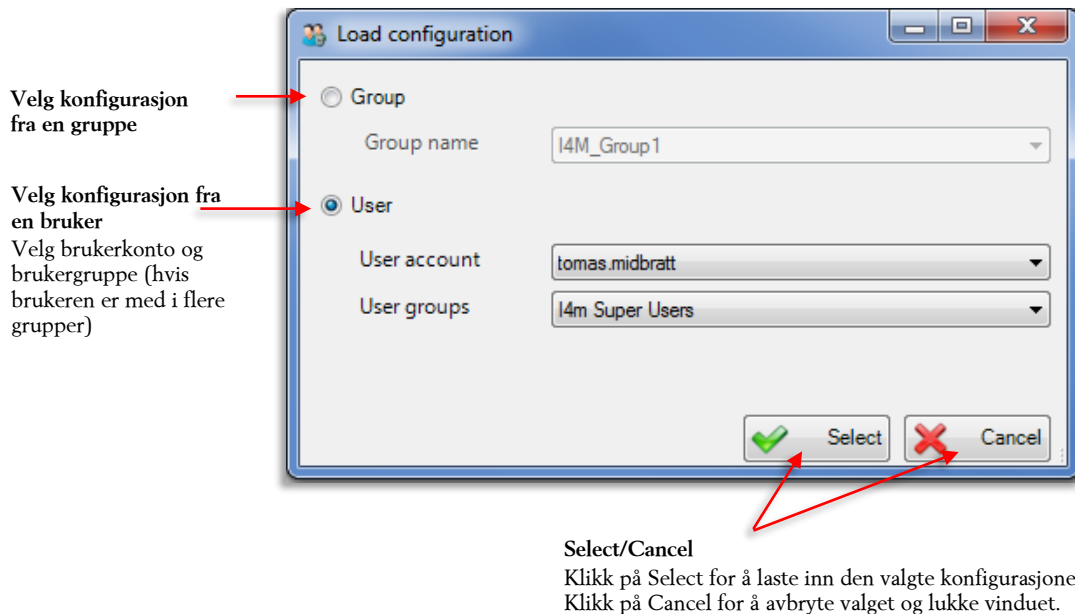 Load configuration
Velg konfigurasjon
fra en gruppe
Group
Group name
I4M_Group1
Velg konfigurasjon fra
en bruker
Velg brukerkonto og
brukergruppe (hvis
brukeren er med i flere
grupper)
User
User account
tomas.midbratt
User groups
I4m Super Users
Select
Cancel
Select/Cancel
Klikk på Select for å laste inn den valgte konfigurasjone
Klikk på Cancel for å avbryte valget og lukke vinduet.